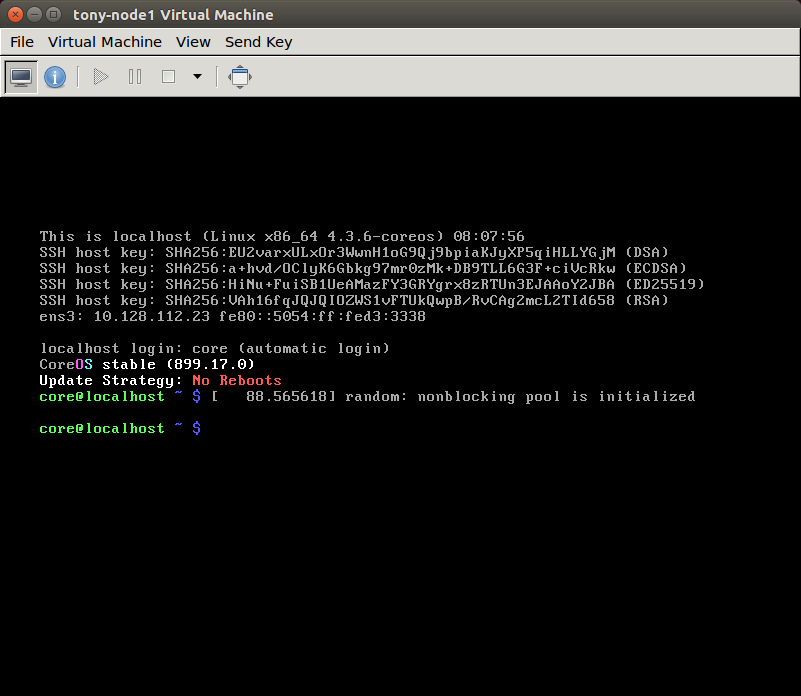 tony-node1 Virtual Machine
File Virtual Machine View Send Key
This is localhost (Linux x86_64 4.3.6-coreos) 08:07:56
SSH host key: SHA256:EU2varxULxOr3WwnH1oG9Qj9bpiaKJyXP5qiHLLYGjM (DSA)
SSH host key: SHA256:a+hvd/OClyK6Gbkg97mr0zMk+DB9TLL6G3F+ciVcRkw (ECDSA)
SSH host key: SHA256:HiNu+FuiSB1UeAMazFY3GRYgrx8zRTUn3EJAAoY2JBA (ED25519)
SSH host key: SHA256:VAh16fqJQJQIOZWS1vFTUkQwpB/RvCAg2mcL2TId658 (RSA)
ens3: 10.128.112.23 fe80::5054:ff:fed3:3338
localhost login: core (automatic login)
CoreOS stable (899.17.0)
Update Strategy: No Reboots
core@localhost ~ $ [   88.565618] random: nonblocking pool is initialized
core@localhost ~ $